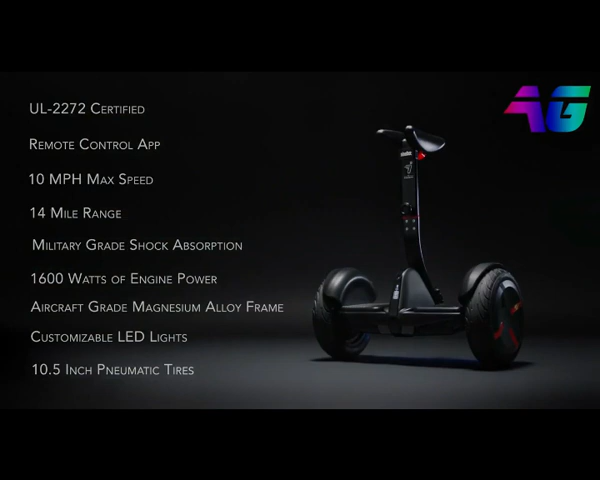 UL-2272 Certified
AG
Remote Control App
10 MPH Max Speed
14 Mile Range
Military Grade Shock Absorption
1600 Watts of Engine Power
Aircraft Grade Magnesium Alloy Frame
Customizable LED Lights
10.5 Inch Pneumatic Tires